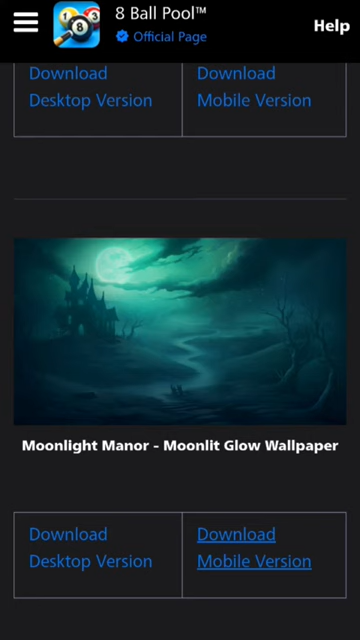 8 Ball Pool™
Official Page
Help
Download
Desktop Version
Download
Mobile Version
Moonlight Manor - Moonlit Glow Wallpaper
Download
Desktop Version
Download
Mobile Version